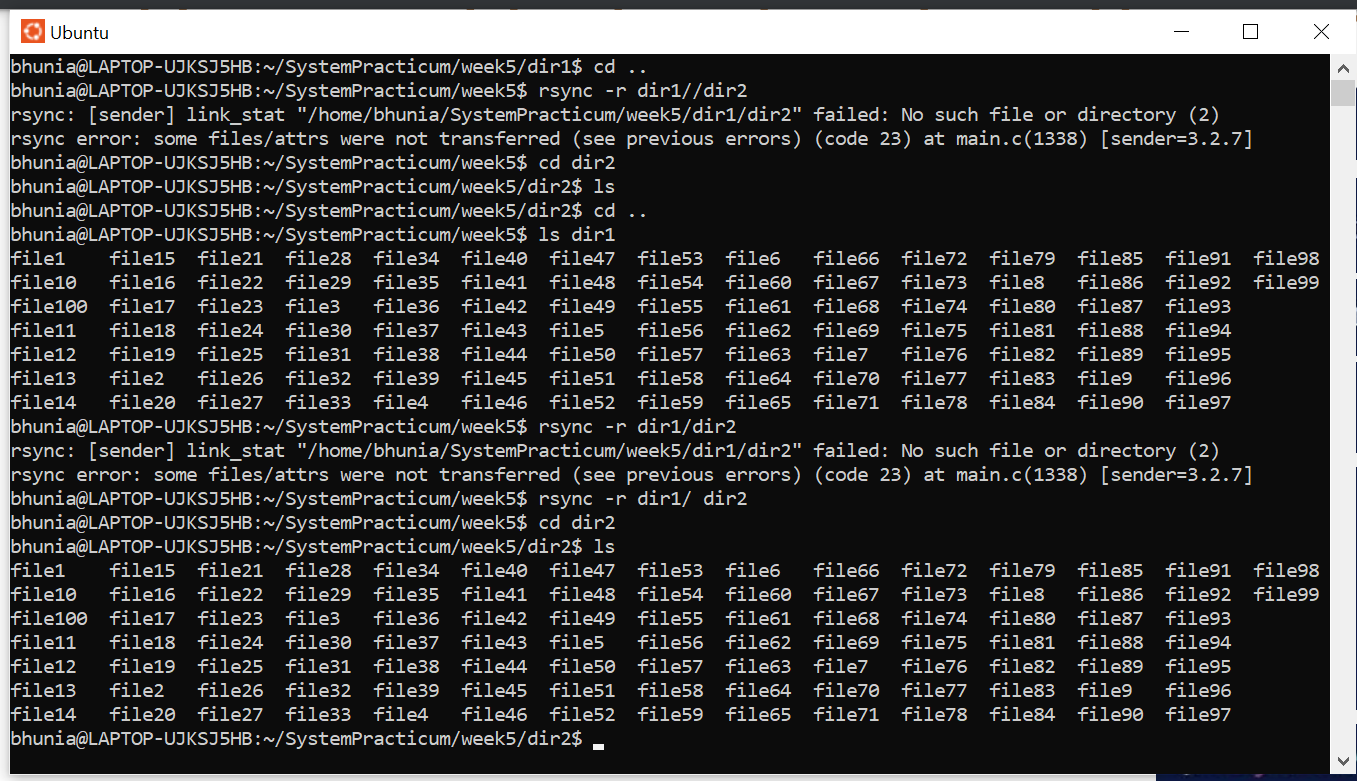 Ubuntu
bhunia@LAPTOP-UJKSJ5HB:~/SystemPracticum/week5/dir1$ cd ..
bhunia@LAPTOP-UJKSJ5HB:~/SystemPracticum/week5$ rsync -r dir1//dir2
rsync: [sender] link_stat "/home/bhunia/SystemPracticum/week5/dir1/dir2" failed: No such file or directory (2)
rsync error: some files/attrs were not transferred (see previous errors) (code 23) at main.c(1338) [sender=3.2.7]
bhunia@LAPTOP-UJKSJ5HB:~/SystemPracticum/week5$ cd dir2
bhunia@LAPTOP-UJKSJ5HB:~/SystemPracticum/week5/dir2$ ls
bhunia@LAPTOP-UJKSJ5HB:~/SystemPracticum/week5/dir2$ cd ..
bhunia@LAPTOP-UJKSJ5HB:~/SystemPracticum/week5$ ls dir1
file1    file15  file21  file28  file34  file40  file47  file53  file6   file66  file72  file79  file85  file91  file98
file10   file16  file22  file29  file35  file41  file48  file54  file60  file67  file73  file8   file86  file92  file99
file100  file17  file23  file3   file36  file42  file49  file55  file61  file68  file74  file80  file87  file93
file11   file18  file24  file30  file37  file43  file5   file56  file62  file69  file75  file81  file88  file94
file12   file19  file25  file31  file38  file44  file50  file57  file63  file7   file76  file82  file89  file95
file13   file2   file26  file32  file39  file45  file51  file58  file64  file70  file77  file83  file9   file96
file14   file20  file27  file33  file4   file46  file52  file59  file65  file71  file78  file84  file90  file97
bhunia@LAPTOP-UJKSJ5HB:~/SystemPracticum/week5$ rsync -r dir1/dir2
rsync: [sender] link_stat "/home/bhunia/SystemPracticum/week5/dir1/dir2" failed: No such file or directory (2)
rsync error: some files/attrs were not transferred (see previous errors) (code 23) at main.c(1338) [sender=3.2.7]
bhunia@LAPTOP-UJKSJ5HB:~/SystemPracticum/week5$ rsync -r dir1/ dir2
bhunia@LAPTOP-UJKSJ5HB:~/SystemPracticum/week5$ cd dir2
bhunia@LAPTOP-UJKSJ5HB:~/SystemPracticum/week5/dir2$ ls
file1    file15  file21  file28  file34  file40  file47  file53  file6   file66  file72  file79  file85  file91  file98
file10   file16  file22  file29  file35  file41  file48  file54  file60  file67  file73  file8   file86  file92  file99
file100  file17  file23  file3   file36  file42  file49  file55  file61  file68  file74  file80  file87  file93
file11   file18  file24  file30  file37  file43  file5   file56  file62  file69  file75  file81  file88  file94
file12   file19  file25  file31  file38  file44  file50  file57  file63  file7   file76  file82  file89  file95
file13   file2   file26  file32  file39  file45  file51  file58  file64  file70  file77  file83  file9   file96
file14   file20  file27  file33  file4   file46  file52  file59  file65  file71  file78  file84  file90  file97
bhunia@LAPTOP-UJKSJ5HB:~/SystemPracticum/week5/dir2$